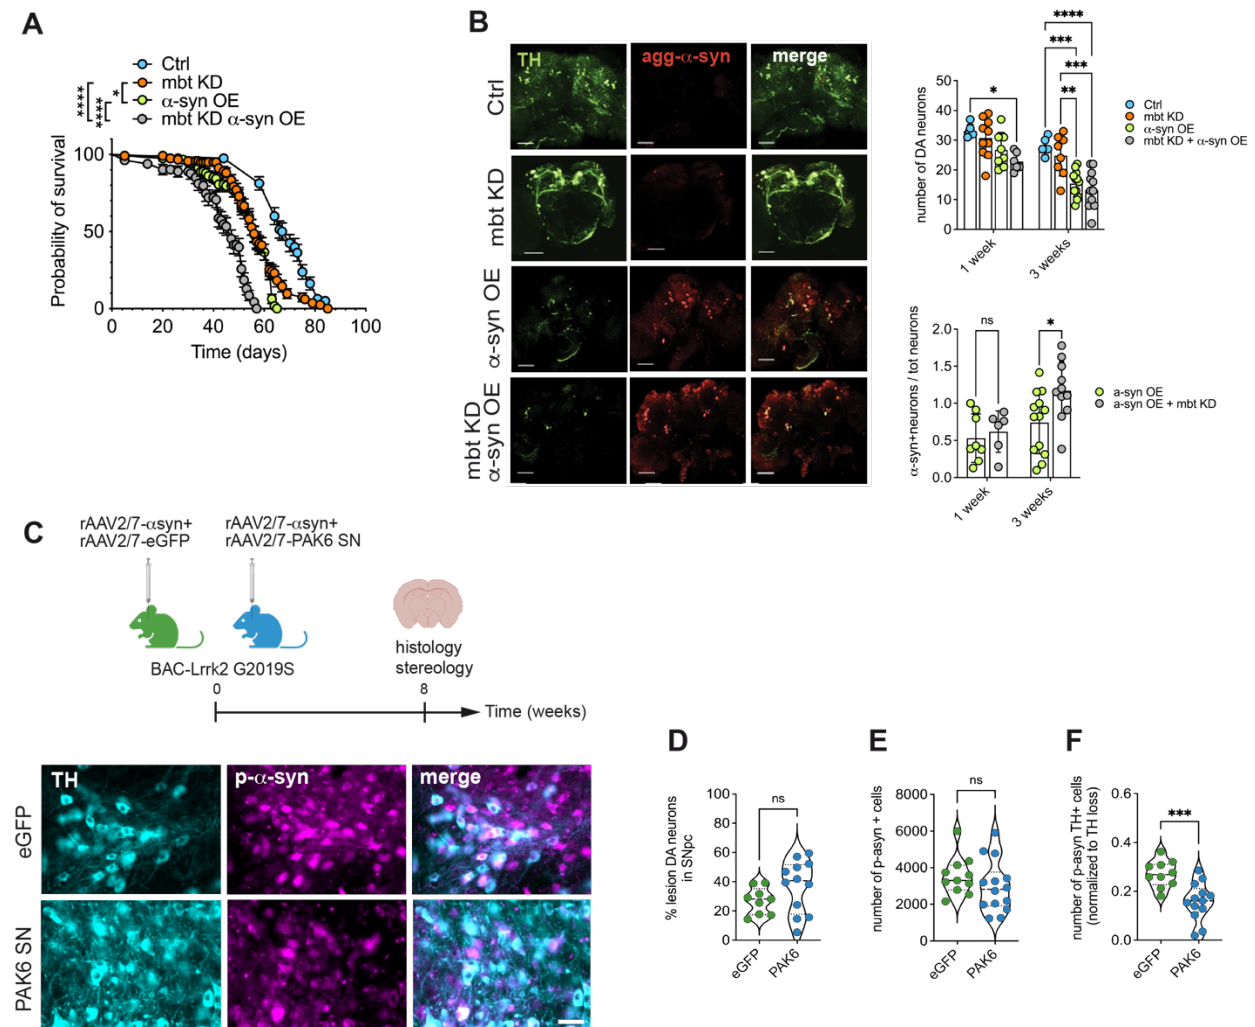 A
Ctrl
mbt KD
α-syn OE
mbt KD α-syn OE
****
****
*
Probability of survival
100
50
0
0 20 40 60 80 100
Time (days)
B
TH agg-α-syn merge
Ctrl
mbt KD
α-syn OE
mbt KD
α-syn OE
****
***
***
*
**
number of DA neurons
50
40
30
20
10
0
1 week
3 weeks
Ctrl
mbt KD
α-syn OE
mbt KD + α-syn OE
α-syn+neurons / tot neurons
2.0
1.5
1.0
0.5
0.0
ns
*
1 week
3 weeks
a-syn OE
a-syn OE + mbt KD
C
rAAV2/7-αsyn+
rAAV2/7-eGFP
rAAV2/7-αsyn+
rAAV2/7-PAK6 SN
BAC-Lrrk2 G2019S
histology
stereology
0
8
Time (weeks)
TH p-α-syn merge
eGFP
PAK6 SN
D
% lesion DA neurons
in SNpc
100
80
60
40
20
0
ns
eGFP
PAK6
E
number of p-asyn + cells
8000
6000
4000
2000
0
ns
eGFP
PAK6
F
number of p-asyn TH+ cells
(normalized to TH loss)
0.6
0.4
0.2
0.0
***
eGFP
PAK6